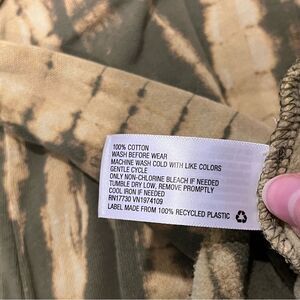 100% COTTON
WASH BEFORE WEAR
MACHINE WASH COLD WITH LIKE COLORS
GENTLE CYCLE
ONLY NON-CHLORINE BLEACH IF NEEDED
TUMBLE DRY LOW, REMOVE PROMPTLY
COOL IRON IF NEEDED
RN17730 VN1974109
LABEL MADE FROM 100% RECYCLED PLASTIC